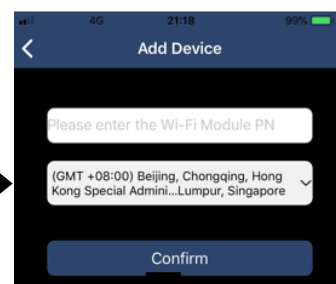 4G 21:18 99%
Add Device
Please enter the Wi-Fi Module PN
(GMT +08:00) Beijing, Chongqing, Hong
Kong Special Admini...Lumpur, Singapore
Confirm